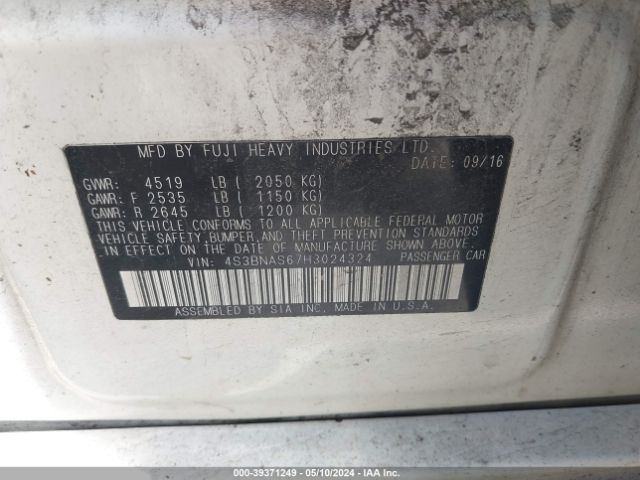 MFD BY FUJI HEAVY INDUSTRIES LTD.
DATE: 09/16
GVWR: 4519 LB ( 2050 KG)
GAWR: F 2535 LB ( 1150 KG)
GAWR: R 2645 LB ( 1200 KG)
THIS VEHICLE CONFORMS TO ALL APPLICABLE FEDERAL MOTOR
VEHICLE SAFETY, BUMPER AND THEFT PREVENTION STANDARDS
IN EFFECT ON THE DATE OF MANUFACTURE SHOWN ABOVE.
VIN: 4S3BNAS67H3024324 PASSENGER CAR
ASSEMBLED BY SIA INC. MADE IN U.S.A.
000-39371249 - 05/10/2024 - IAA Inc.